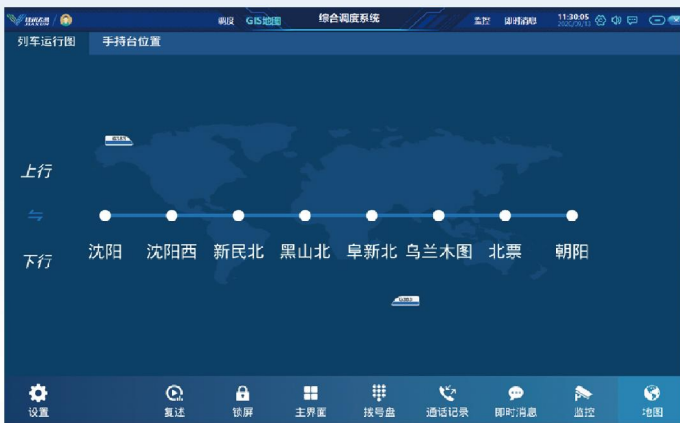 调度 GIS地图 综合调度系统 监控 即时消息 11:30:05
列车运行图 手持台位置
上行
沈阳 沈阳西 新民北 黑山北 阜新北 乌兰木图 北票 朝阳
下行
设置 复述 锁屏 主界面 拨号盘 通话记录 即时消息 监控 地图